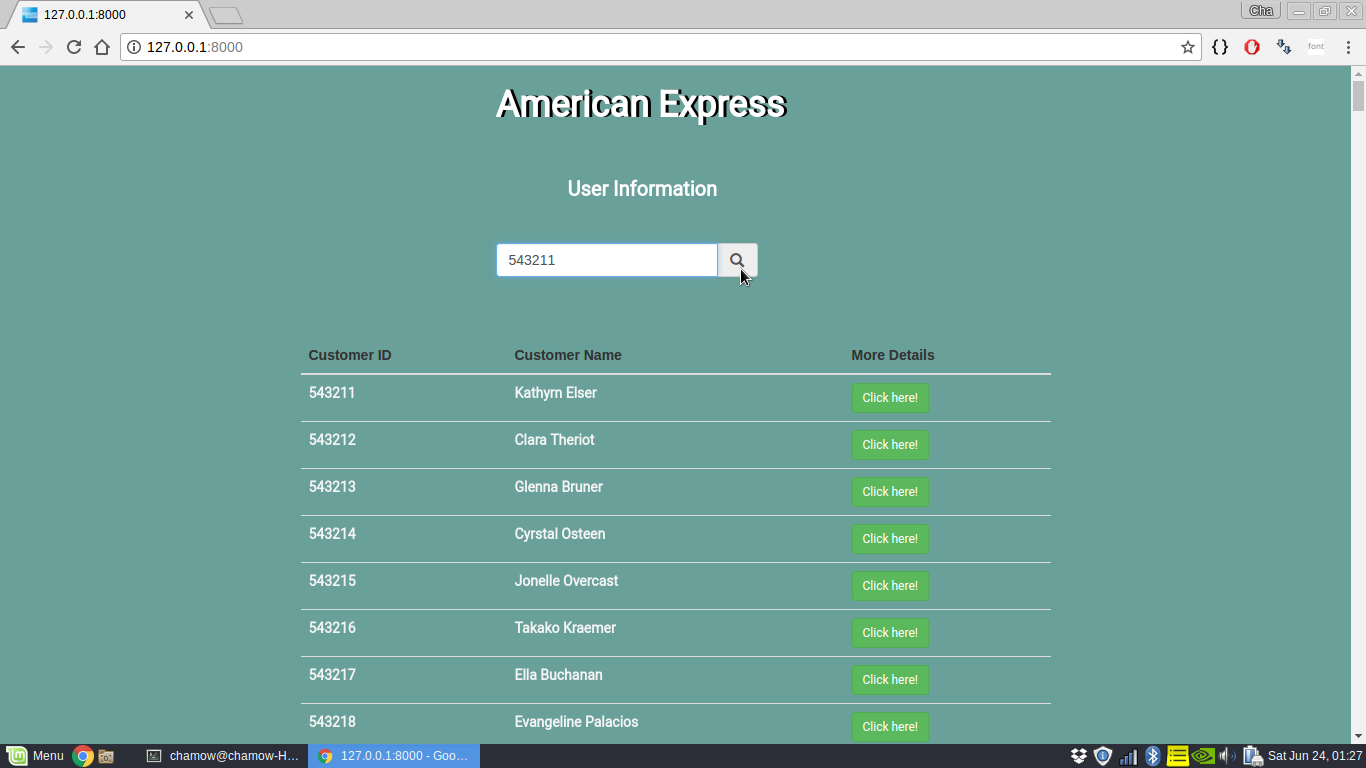 127.0.0.1:8000
Cha
127.0.0.1:8000
font
American Express
User Information
543211
Customer ID Customer Name More Details
543211 Kathyrn Elser Click here!
543212 Clara Theriot Click here!
543213 Glenna Bruner Click here!
543214 Cyrstal Osteen Click here!
543215 Jonelle Overcast Click here!
543216 Takako Kraemer Click here!
543217 Ella Buchanan Click here!
543218 Evangeline Palacios Click here!
Menu chamow@chamow-H... 127.0.0.1:8000 - Goo... Sat Jun 24, 01:27